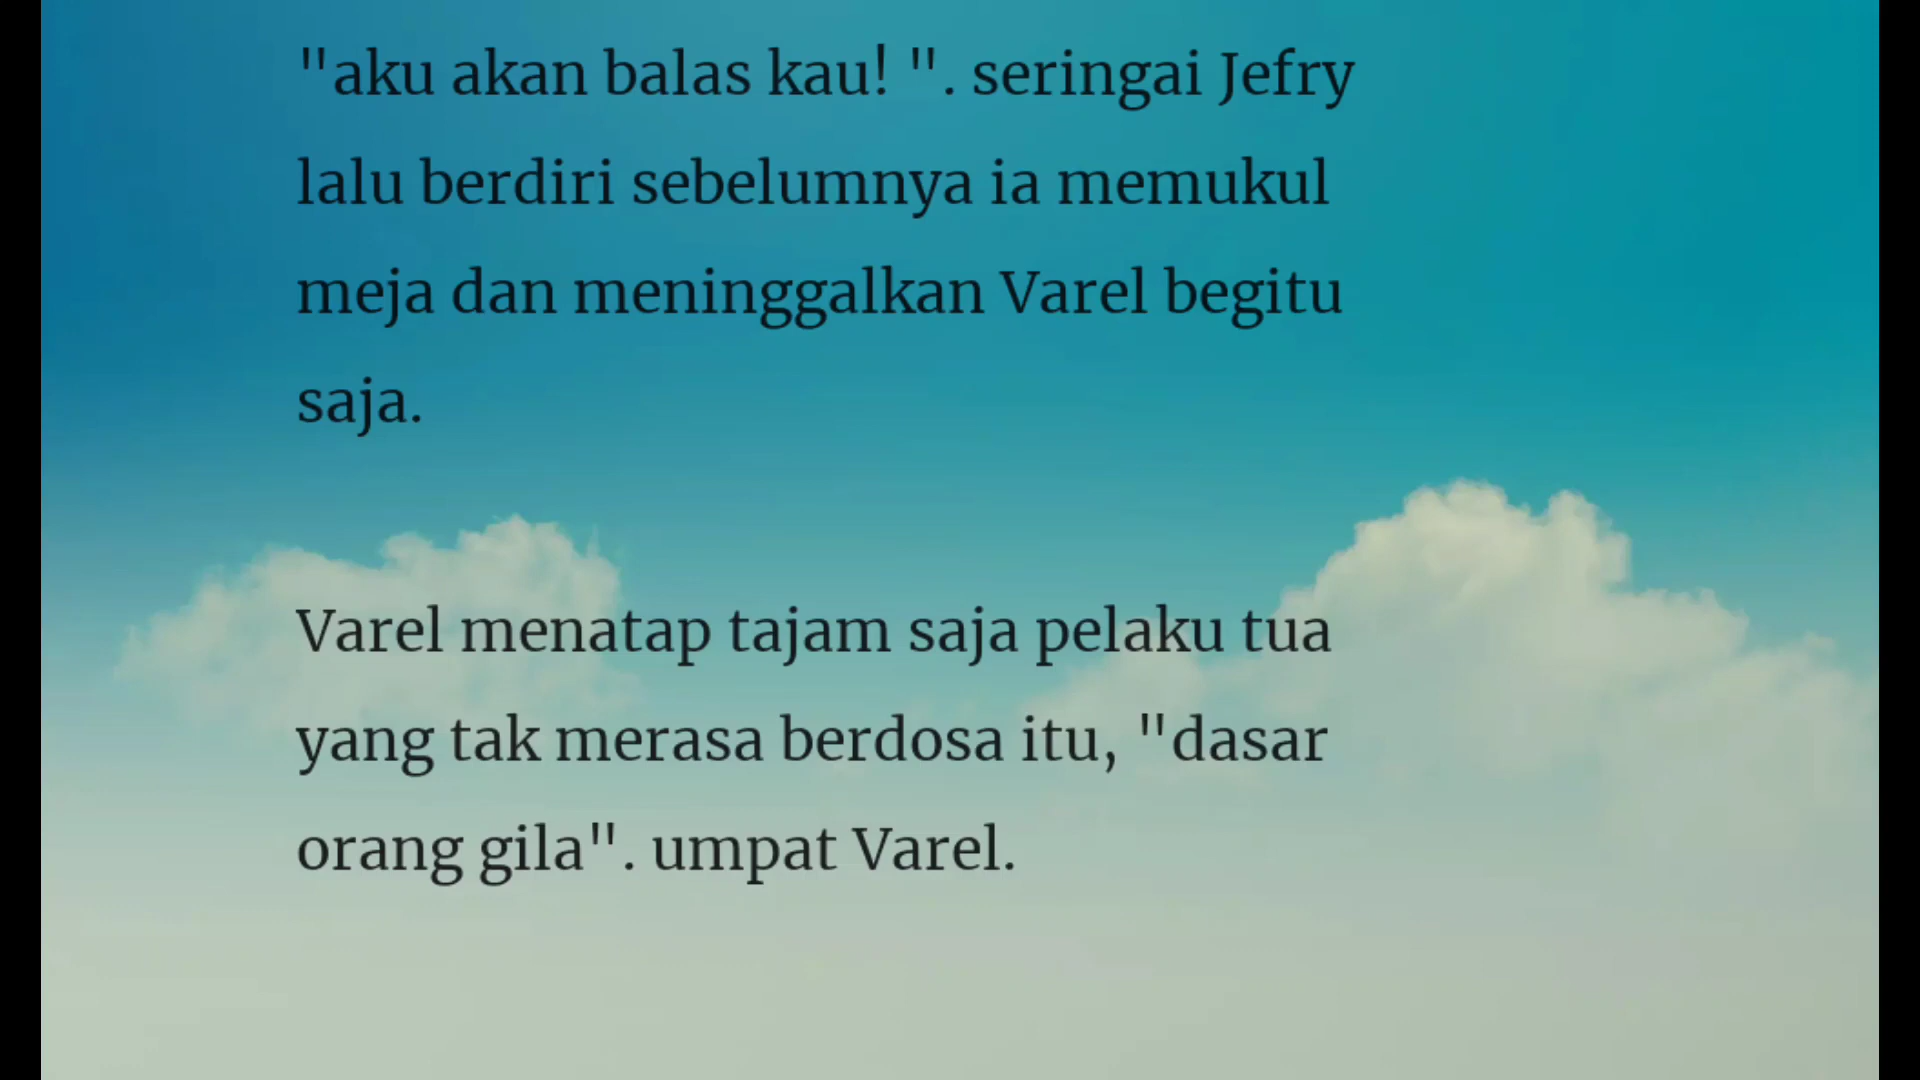 "aku akan balas kau! ". seringai Jefry
lalu berdiri sebelumnya ia memukul
meja dan meninggalkan Varel begitu
saja.
Varel menatap tajam saja pelaku tua
yang tak merasa berdosa itu, "dasar
orang gila". umpat Varel.